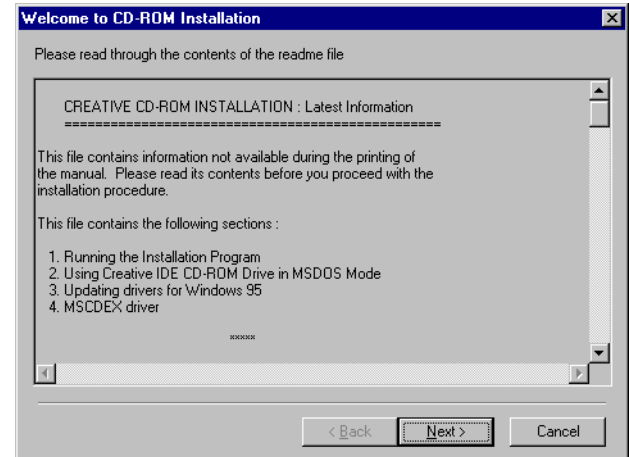 Welcome to CD-ROM Installation
Please read through the contents of the readme file
CREATIVE CD-ROM INSTALLATION : Latest Information
=================================================
This file contains information not available during the printing of
the manual. Please read its contents before you proceed with the
installation procedure.
This file contains the following sections :
1. Running the Installation Program
2. Using Creative IDE CD-ROM Drive in MSDOS Mode
3. Updating drivers for Windows 95
4. MSCDEX driver
*****
< Back
Next >
Cancel